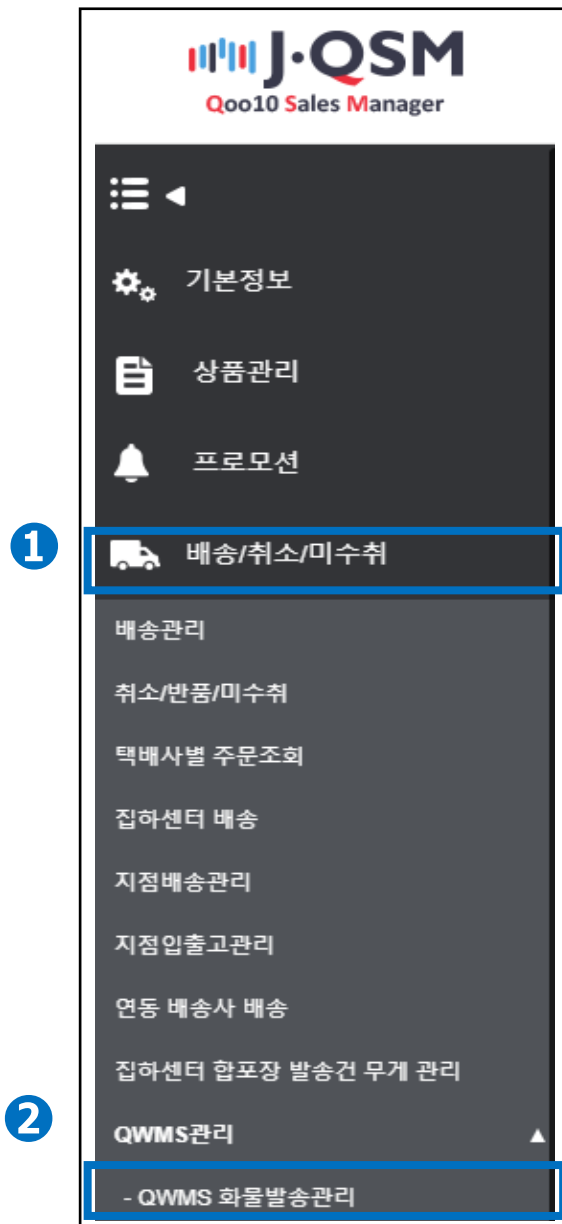 J·QSM
Qoo10 Sales Manager
기본정보
상품관리
프로모션
1
배송/취소/미수취
배송관리
취소/반품/미수취
택배사별 주문조회
집하센터 배송
지점배송관리
지점입출고관리
연동 배송사 배송
집하센터 합포장 발송건 무게 관리
2
QWMS관리
- QWMS 화물발송관리